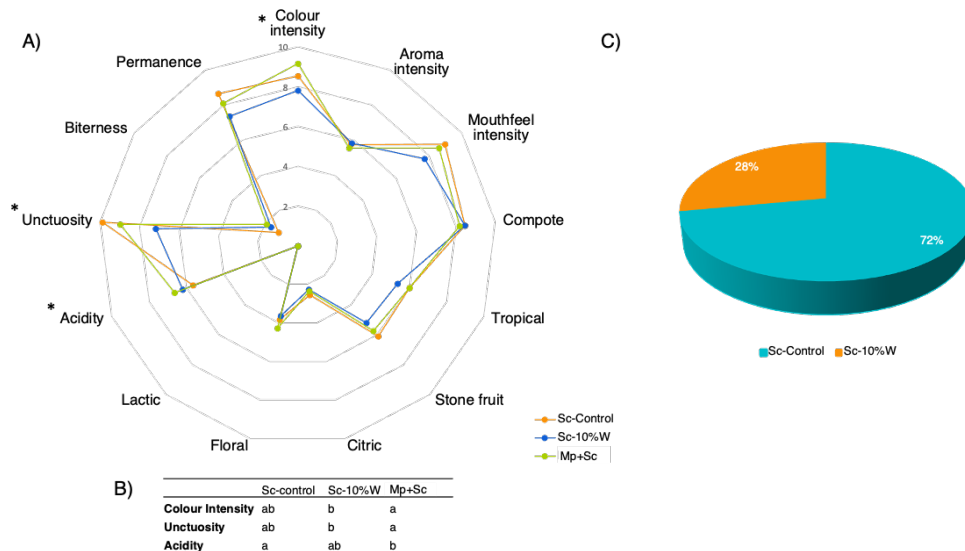 A)
* Colour
intensity
Aroma
intensity
Mouthfeel
intensity
Compote
Tropical
Stone fruit
Citric
Floral
Lactic
* Acidity
* Unctuosity
Biterness
Permanence
10
8
6
4
2
Sc-Control
Sc-10%W
Mp+Sc
B)
Sc-control Sc-10%W Mp+Sc
Colour Intensity ab b a
Unctuosity ab b a
Acidity a ab b
C)
28%
72%
Sc-Control Sc-10%W